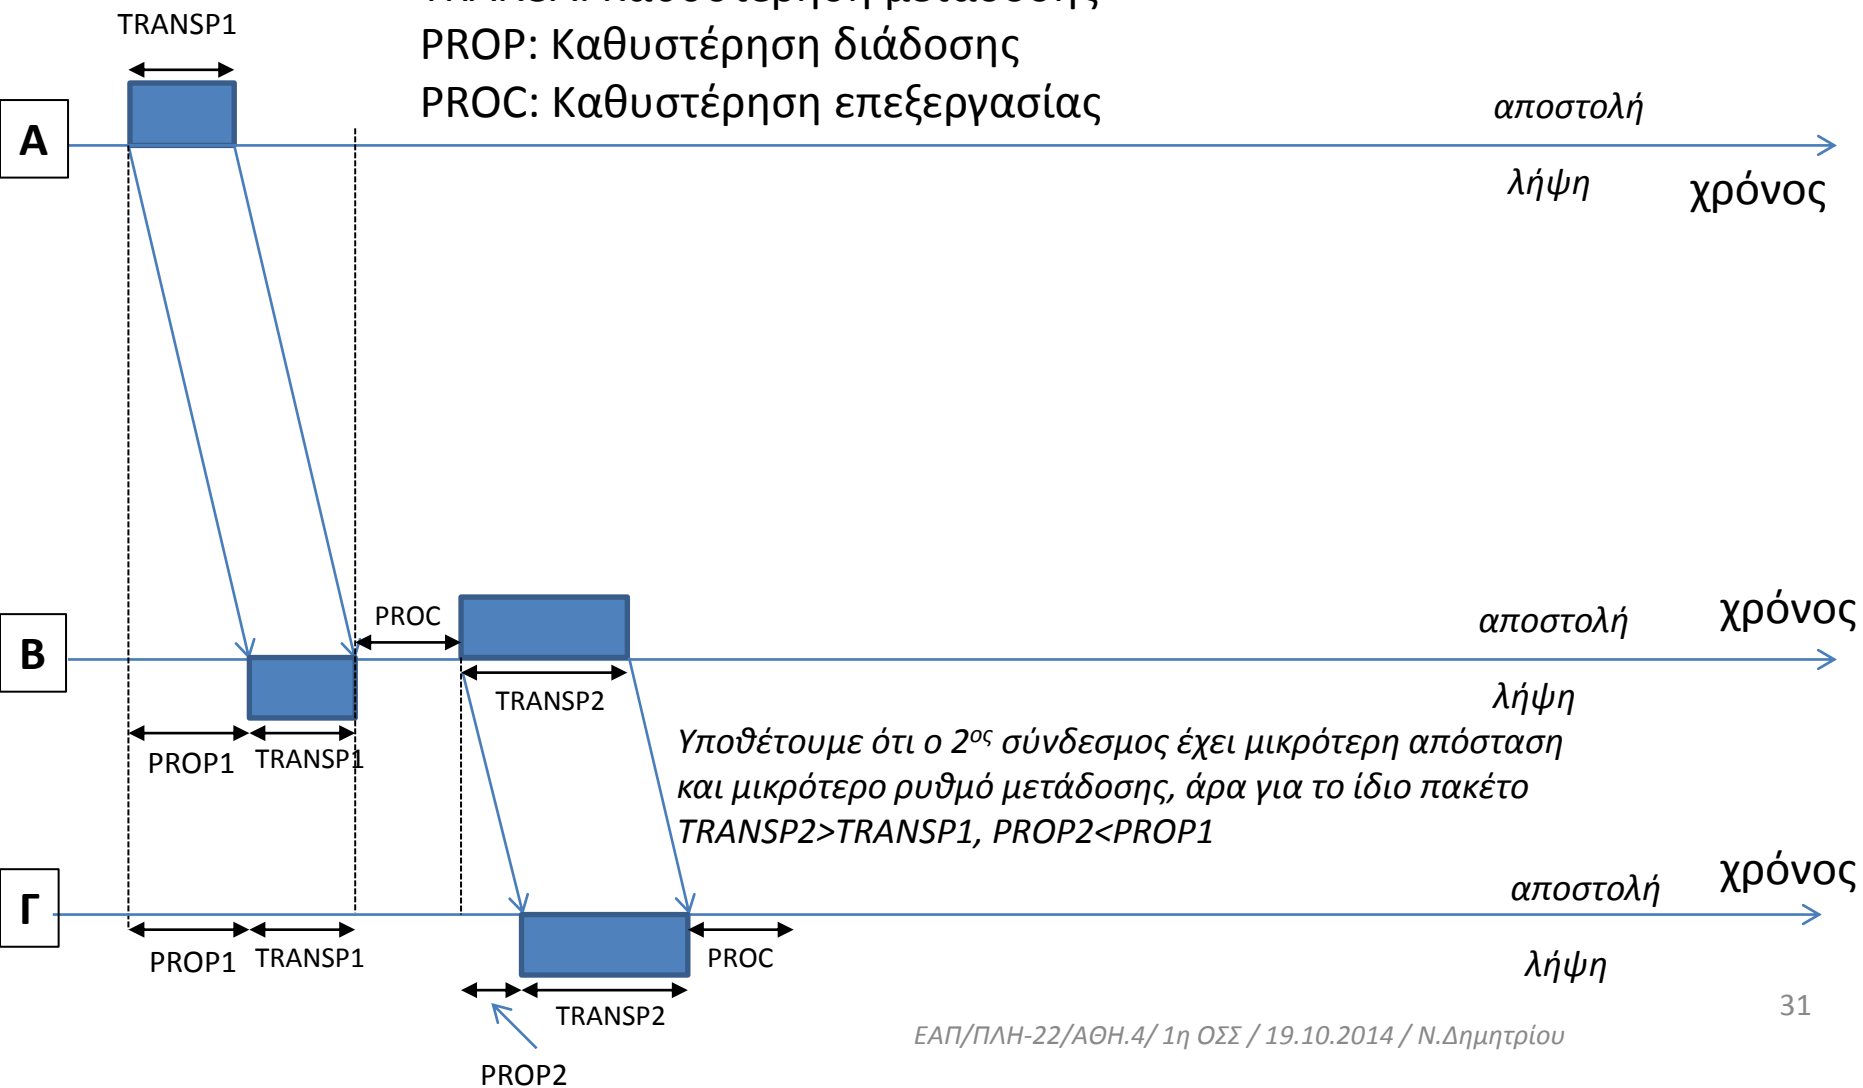 TRANSP1
PROP: Καθυστέρηση διάδοσης
PROC: Καθυστέρηση επεξεργασίας
αποστολή
A
λήψη
χρόνος
PROC
αποστολή
χρόνος
B
TRANSP2
λήψη
PROP1
TRANSP1
Υποθέτουμε ότι ο 2ος σύνδεσμος έχει μικρότερη απόσταση
και μικρότερο ρυθμό μετάδοσης, άρα για το ίδιο πακέτο
TRANSP2>TRANSP1, PROP2<PROP1
χρόνος
αποστολή
Γ
PROP1
TRANSP1
PROC
λήψη
TRANSP2
PROP2
31
ΕΑΠ/ΠΛΗ-22/ΑΘΗ.4/ 1η ΟΣΣ / 19.10.2014 / Ν.Δημητρίου